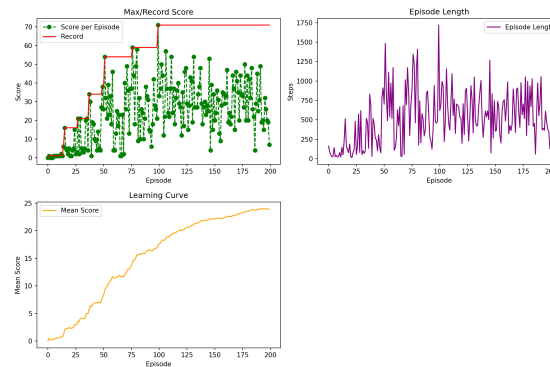 Max/Record Score
Score per Episode
Record
Score
70
60
50
40
30
20
10
0
0 25 50 75 100 125 150 175 200
Episode
Episode Length
Episode Length
Steps
1750
1500
1250
1000
750
500
250
0
0 25 50 75 100 125 150 175 200
Episode
Learning Curve
Mean Score
Mean Score
25
20
15
10
5
0
0 25 50 75 100 125 150 175 200
Episode